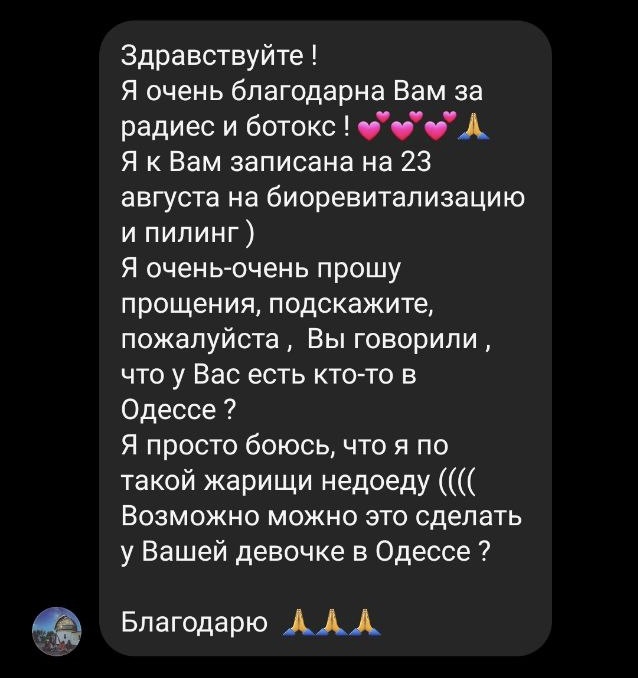 Здравствуйте !
Я очень благодарна Вам за
радиес и ботокс ! 💕💕💕🙏
Я к Вам записана на 23
августа на биоревитализацию
и пилинг )
Я очень-очень прошу
прощения, подскажите,
пожалуйста ,  Вы говорили ,
что у Вас есть кто-то в
Одессе ?
Я просто боюсь, что я по
такой жарищи недоеду ((((
Возможно можно это сделать
у Вашей девочке в Одессе ?

Благодарю  🙏🙏🙏